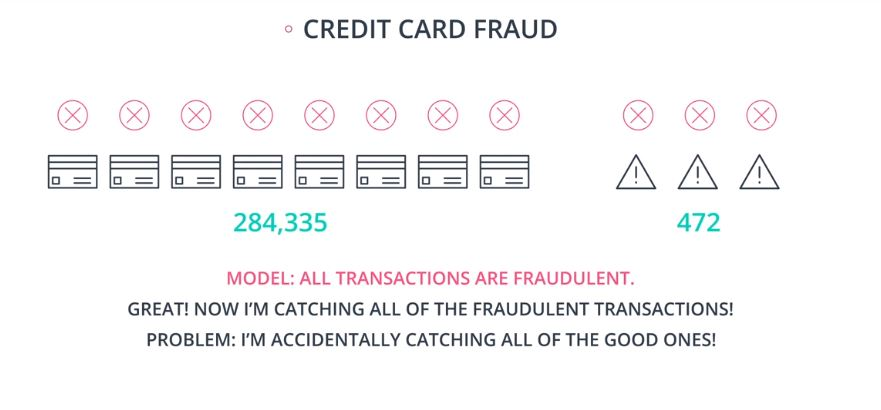 CREDIT CARD FRAUD
284,335
472
MODEL: ALL TRANSACTIONS ARE FRAUDULENT.
GREAT! NOW I'M CATCHING ALL OF THE FRAUDULENT TRANSACTIONS!
PROBLEM: I'M ACCIDENTALLY CATCHING ALL OF THE GOOD ONES!